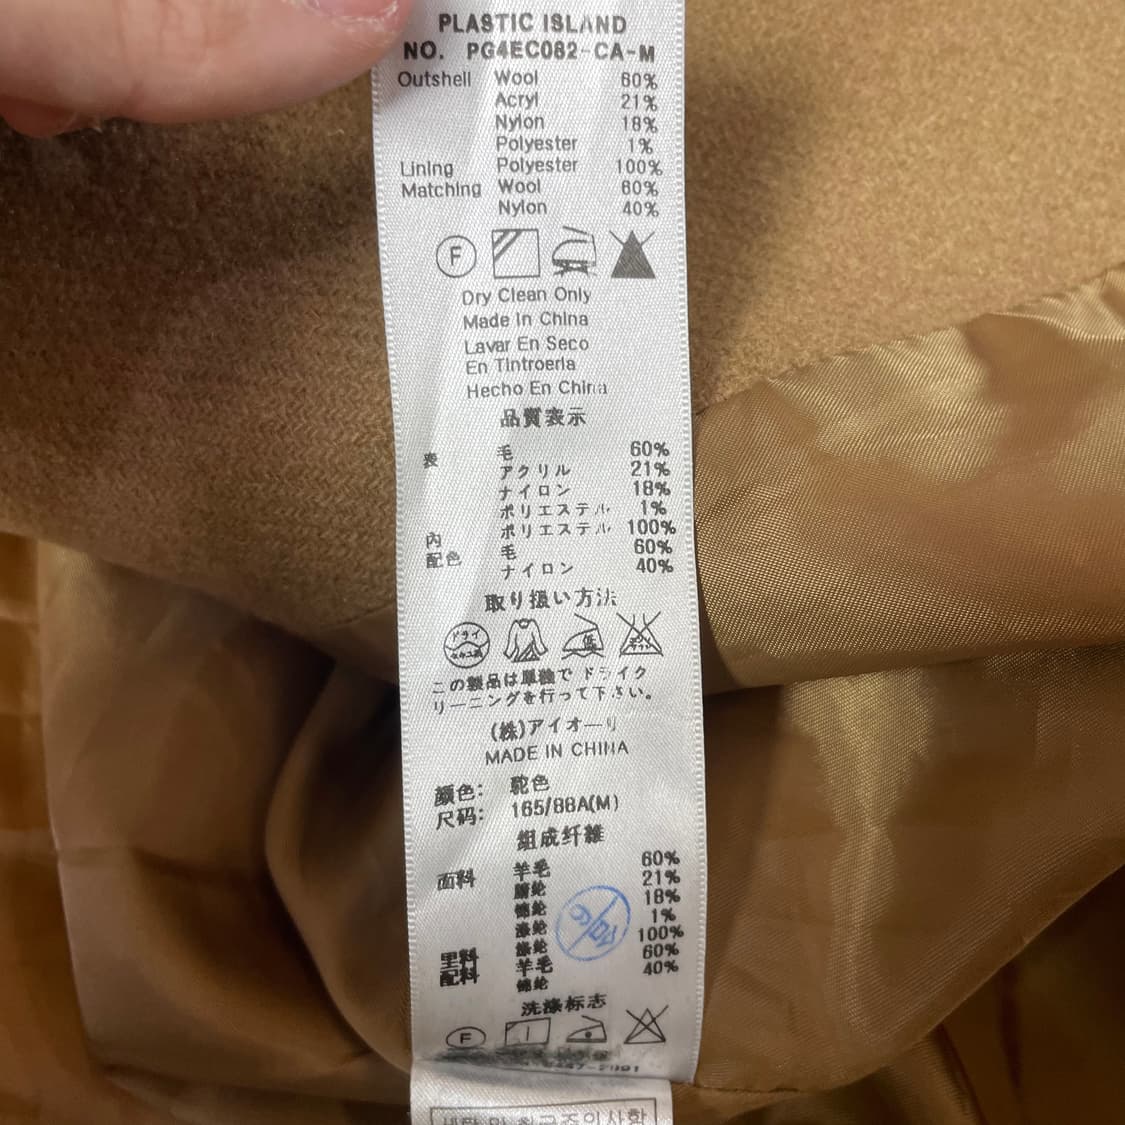 PLASTIC ISLAND
NO. PG4EC082-CA-M
Outshell Wool 60%
Acryl 21%
Nylon 18%
Polyester 1%
Lining Polyester 100%
Matching Wool 60%
Nylon 40%
F
Dry Clean Only
Made In China
Lavar En Seco
En Tintroeria
Hecho En China
品質表示
表 毛 60%
アクリル 21%
ナイロン 18%
ポリエステル 1%
内 ポリエステル 100%
配色 毛 60%
ナイロン 40%
取り扱い方法
ドライ
低
この製品は単独でドライク
リーニングを行って下さい。
(株)アイオーリ
MADE IN CHINA
颜色: 驼色
尺码: 165/88A(M)
组成纤維
面料 羊毛 60%
腈纶 21%
锦纶 18%
涤纶 1%
里料 涤纶 100%
配料 羊毛 60%
锦纶 40%
洗涤标志
F